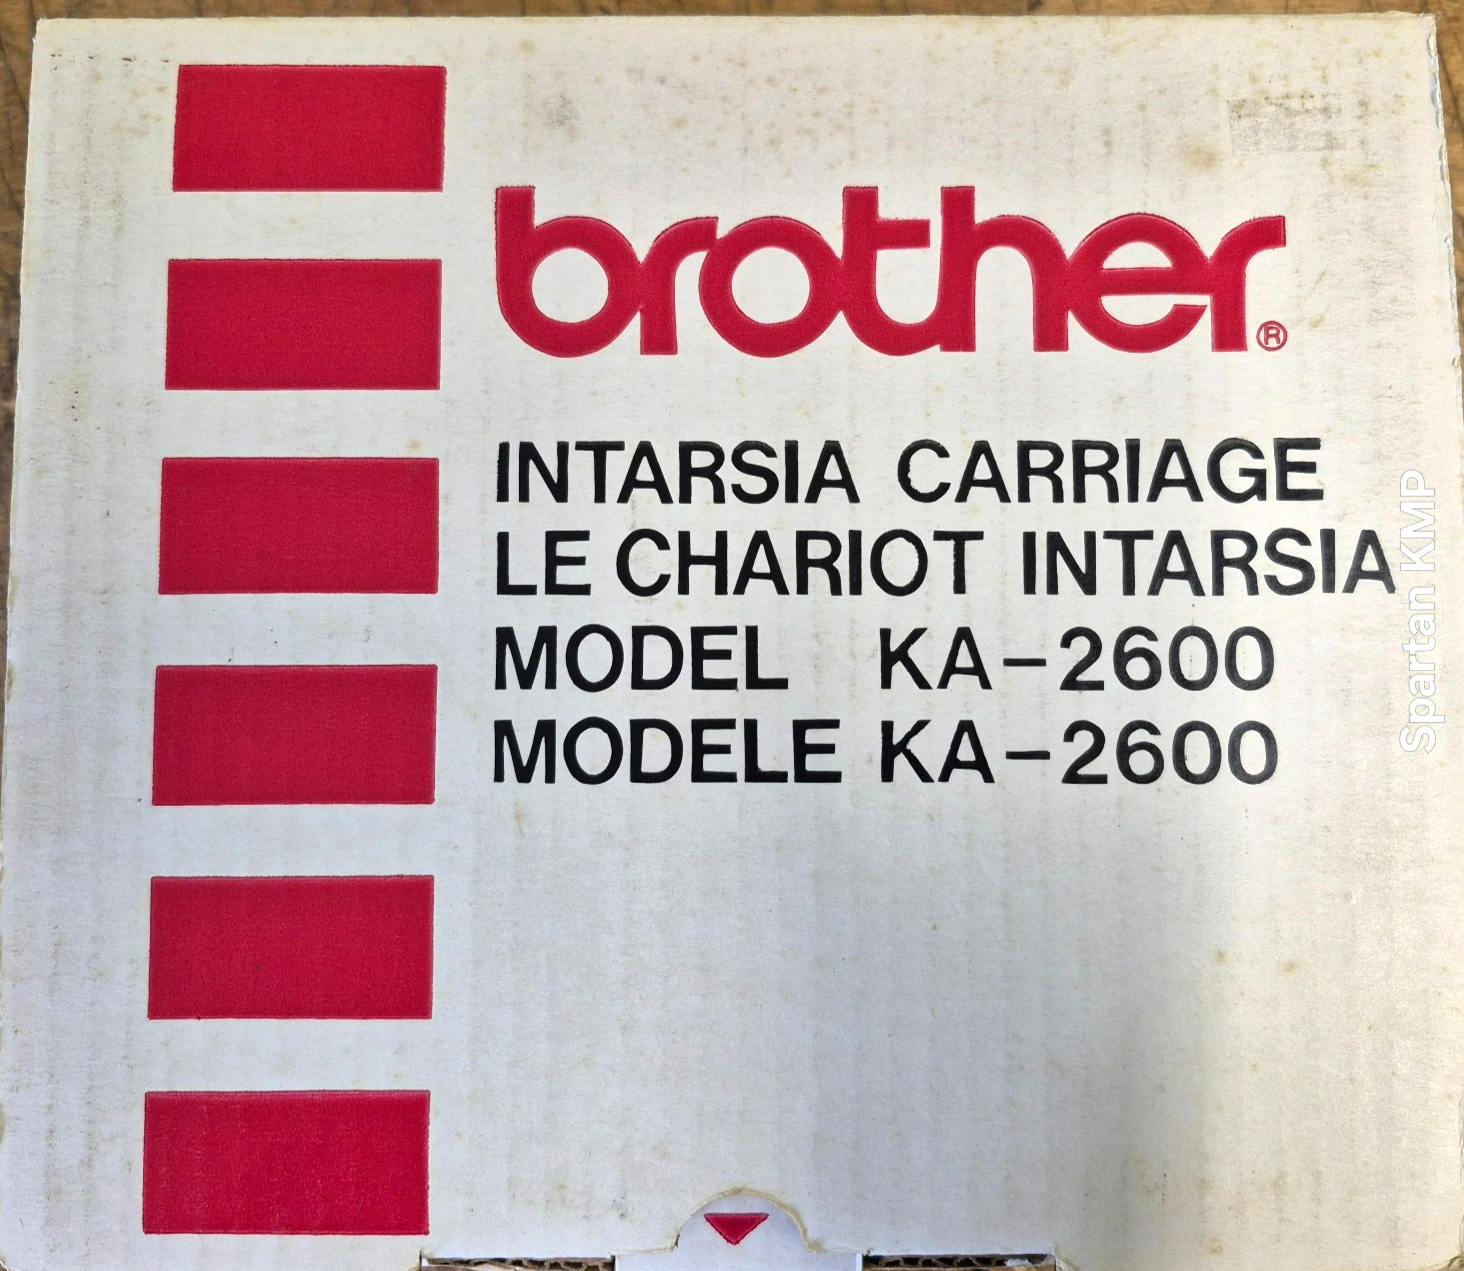 brother®
INTARSIA CARRIAGE
LE CHARIOT INTARSIA
MODEL KA-2600
MODELE KA-2600
Spartan KMP